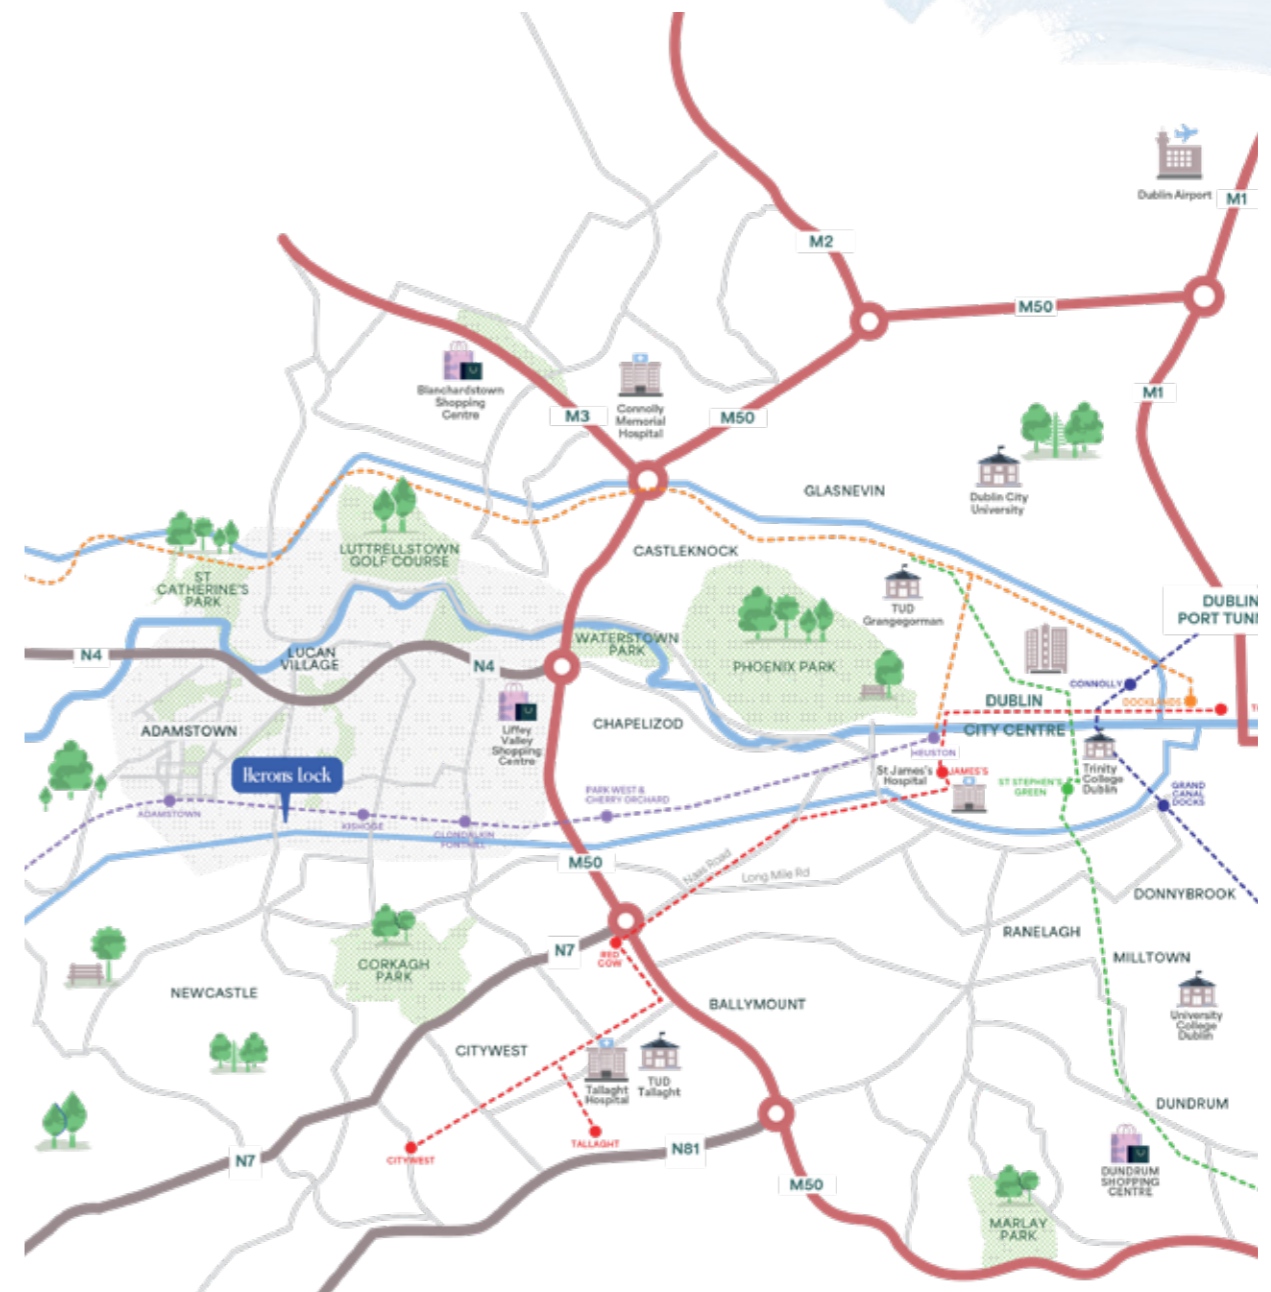 Dublin Airport
M1
M2
M50
M1
Blanchardstown
Shopping
Centre
M3
Connolly
Memorial
Hospital
M50
GLASNEVIN
Dublin City
University
CASTLEKNOCK
LUTTRELLSTOWN
GOLF COURSE
ST
CATHERINE'S
PARK
TUD
Grangegorman
DUBLIN
PORT TUN
WATERSTOWN
PARK
N4
LUCAN
VILLAGE
N4
PHOENIX PARK
CONNOLLY
DUBLIN
CITY CENTRE
DOCKLANDS
ADAMSTOWN
Liffey
Valley
Shopping
Centre
CHAPELIZOD
HEUSTON
Herons Lock
St James's
Hospital
JAMES'S
ST STEPHEN'S
GREEN
Trinity
College
Dublin
GRAND
CANAL
DOCKS
PARK WEST &
CHERRY ORCHARD
ADAMSTOWN
KISHOGE
CLONDALKIN
FONTHILL
M50
Naas Road
Long Mile Rd
DONNYBROOK
RANELAGH
N7
RED
COW
MILLTOWN
CORKAGH
PARK
NEWCASTLE
BALLYMOUNT
University
College
Dublin
CITYWEST
Tallaght
Hospital
TUD
Tallaght
DUNDRUM
TALLAGHT
CITYWEST
N7
N81
M50
DUNDRUM
SHOPPING
CENTRE
MARLAY
PARK